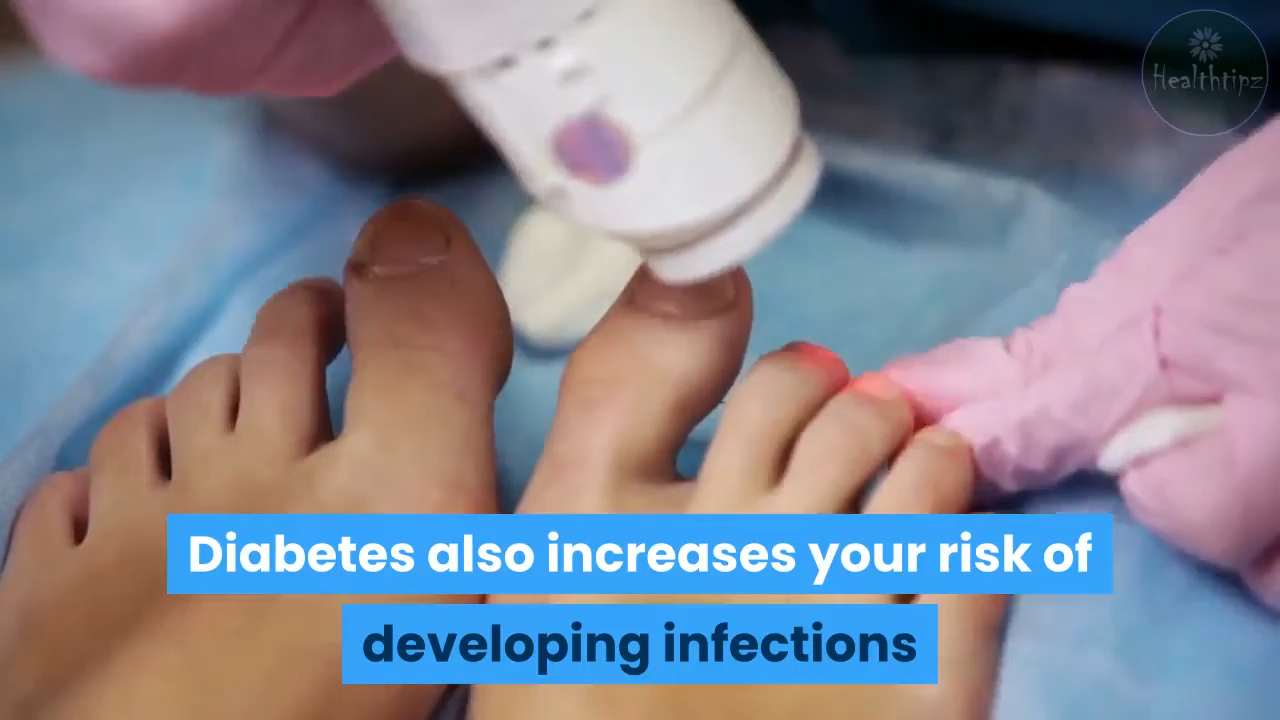 Healthtipz
Diabetes also increases your risk of
developing infections